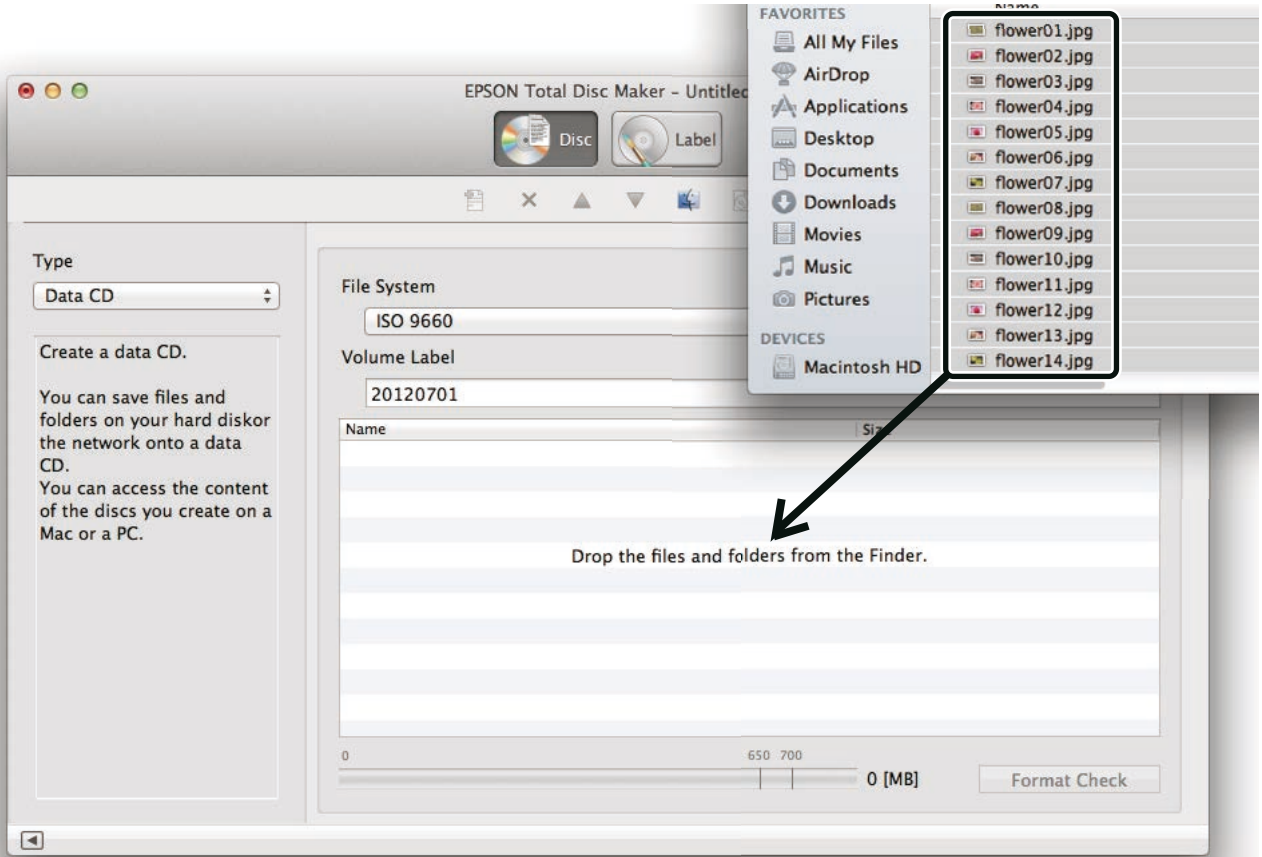 EPSON Total Disc Maker – Untitled
Disc
Label
Type
Data CD
Create a data CD.
You can save files and
folders on your hard diskor
the network onto a data
CD.
You can access the content
of the discs you create on a
Mac or a PC.
File System
ISO 9660
Volume Label
20120701
Name
Size
Drop the files and folders from the Finder.
0
650 700
0 [MB]
Format Check
FAVORITES
All My Files
AirDrop
Applications
Desktop
Documents
Downloads
Movies
Music
Pictures
DEVICES
Macintosh HD
Name
flower01.jpg
flower02.jpg
flower03.jpg
flower04.jpg
flower05.jpg
flower06.jpg
flower07.jpg
flower08.jpg
flower09.jpg
flower10.jpg
flower11.jpg
flower12.jpg
flower13.jpg
flower14.jpg